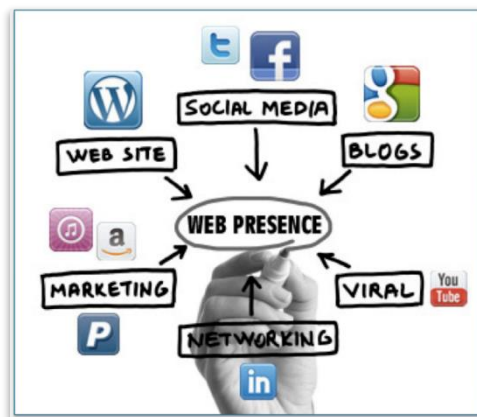 SOCIAL MEDIA
WEB SITE
BLOGS
WEB PRESENCE
a
MARKETING
VIRAL
You
Tube
NETWORKING
P
in